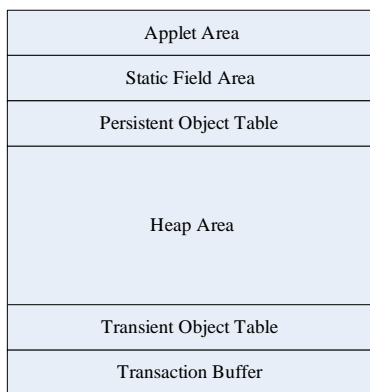 Applet Area
Static Field Area
Persistent Object Table
Heap Area
Transient Object Table
Transaction Buffer